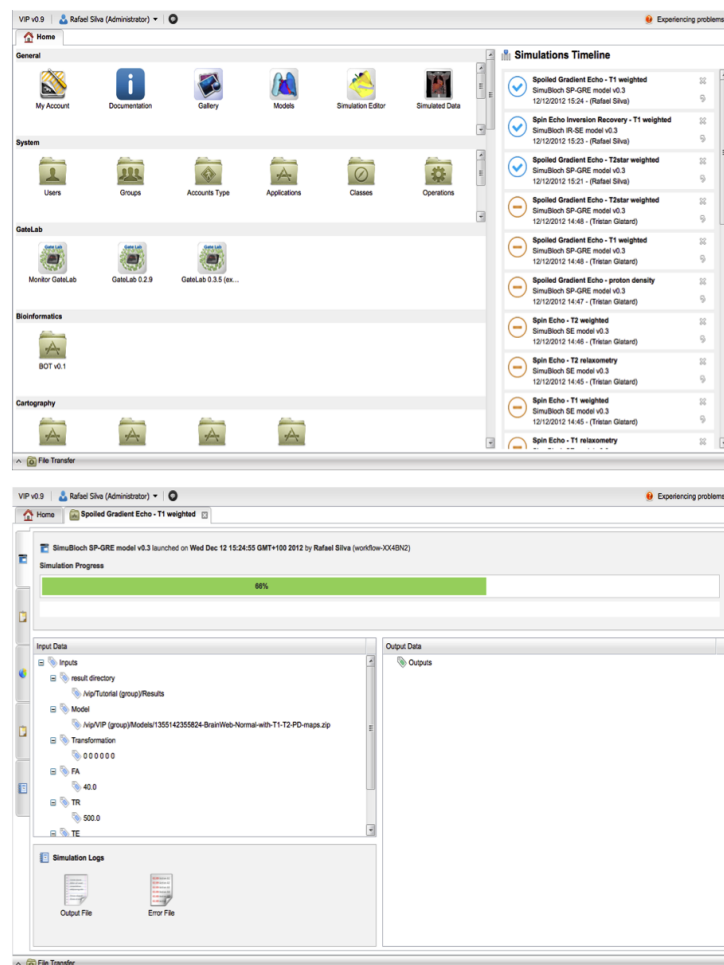 VIP v0.9 Rafael Silva (Administrator) Experiencing problems
Home
General
My Account Documentation Gallery Models Simulation Editor Simulated Data
System
Users Groups Accounts Type Applications Classes Operations
GateLab
Monitor GateLab GateLab 0.2.9 GateLab 0.3.5 (ex...
Bioinformatics
BOT v0.1
Cartography
Simulations Timeline
Spoiled Gradient Echo - T1 weighted
SimuBloch SP-GRE model v0.3
12/12/2012 15:24 - (Rafael Silva)
Spin Echo Inversion Recovery - T1 weighted
SimuBloch IR-SE model v0.3
12/12/2012 15:23 - (Rafael Silva)
Spoiled Gradient Echo - T2star weighted
SimuBloch SP-GRE model v0.3
12/12/2012 15:21 - (Rafael Silva)
Spoiled Gradient Echo - T2star weighted
SimuBloch SP-GRE model v0.3
12/12/2012 14:48 - (Tristan Glatard)
Spoiled Gradient Echo - T1 weighted
SimuBloch SP-GRE model v0.3
12/12/2012 14:48 - (Tristan Glatard)
Spoiled Gradient Echo - proton density
SimuBloch SP-GRE model v0.3
12/12/2012 14:47 - (Tristan Glatard)
Spin Echo - T2 weighted
SimuBloch SE model v0.3
12/12/2012 14:46 - (Tristan Glatard)
Spin Echo - T2 relaxometry
SimuBloch SE model v0.3
12/12/2012 14:45 - (Tristan Glatard)
Spin Echo - T1 weighted
SimuBloch SE model v0.3
12/12/2012 14:45 - (Tristan Glatard)
Spin Echo - T1 relaxometry
File Transfer
VIP v0.9 Rafael Silva (Administrator) Experiencing problems
Home Spoiled Gradient Echo - T1 weighted
SimuBloch SP-GRE model v0.3 launched on Wed Dec 12 15:24:55 GMT+100 2012 by Rafael Silva (workflow-XX4BN2)
Simulation Progress
66%
Input Data
Inputs
result directory
/vip/Tutorial (group)/Results
Model
/vip/VIP (group)/Models/1355142355824-BrainWeb-Normal-with-T1-T2-PD-maps.zip
Transformation
0 0 0 0 0 0
FA
40.0
TR
500.0
TE
Output Data
Outputs
Simulation Logs
Output File Error File
File Transfer